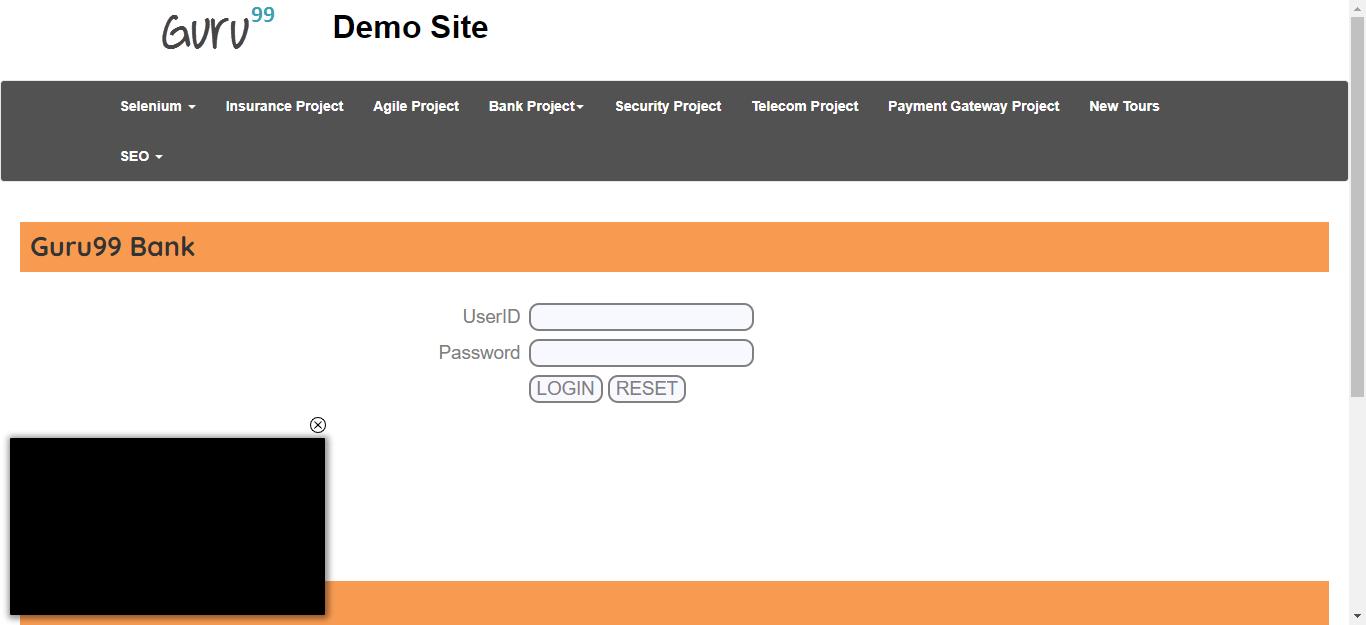 Guru99 Demo Site
Selenium Insurance Project Agile Project Bank Project Security Project Telecom Project Payment Gateway Project New Tours
SEO
Guru99 Bank
UserID
Password
LOGIN RESET